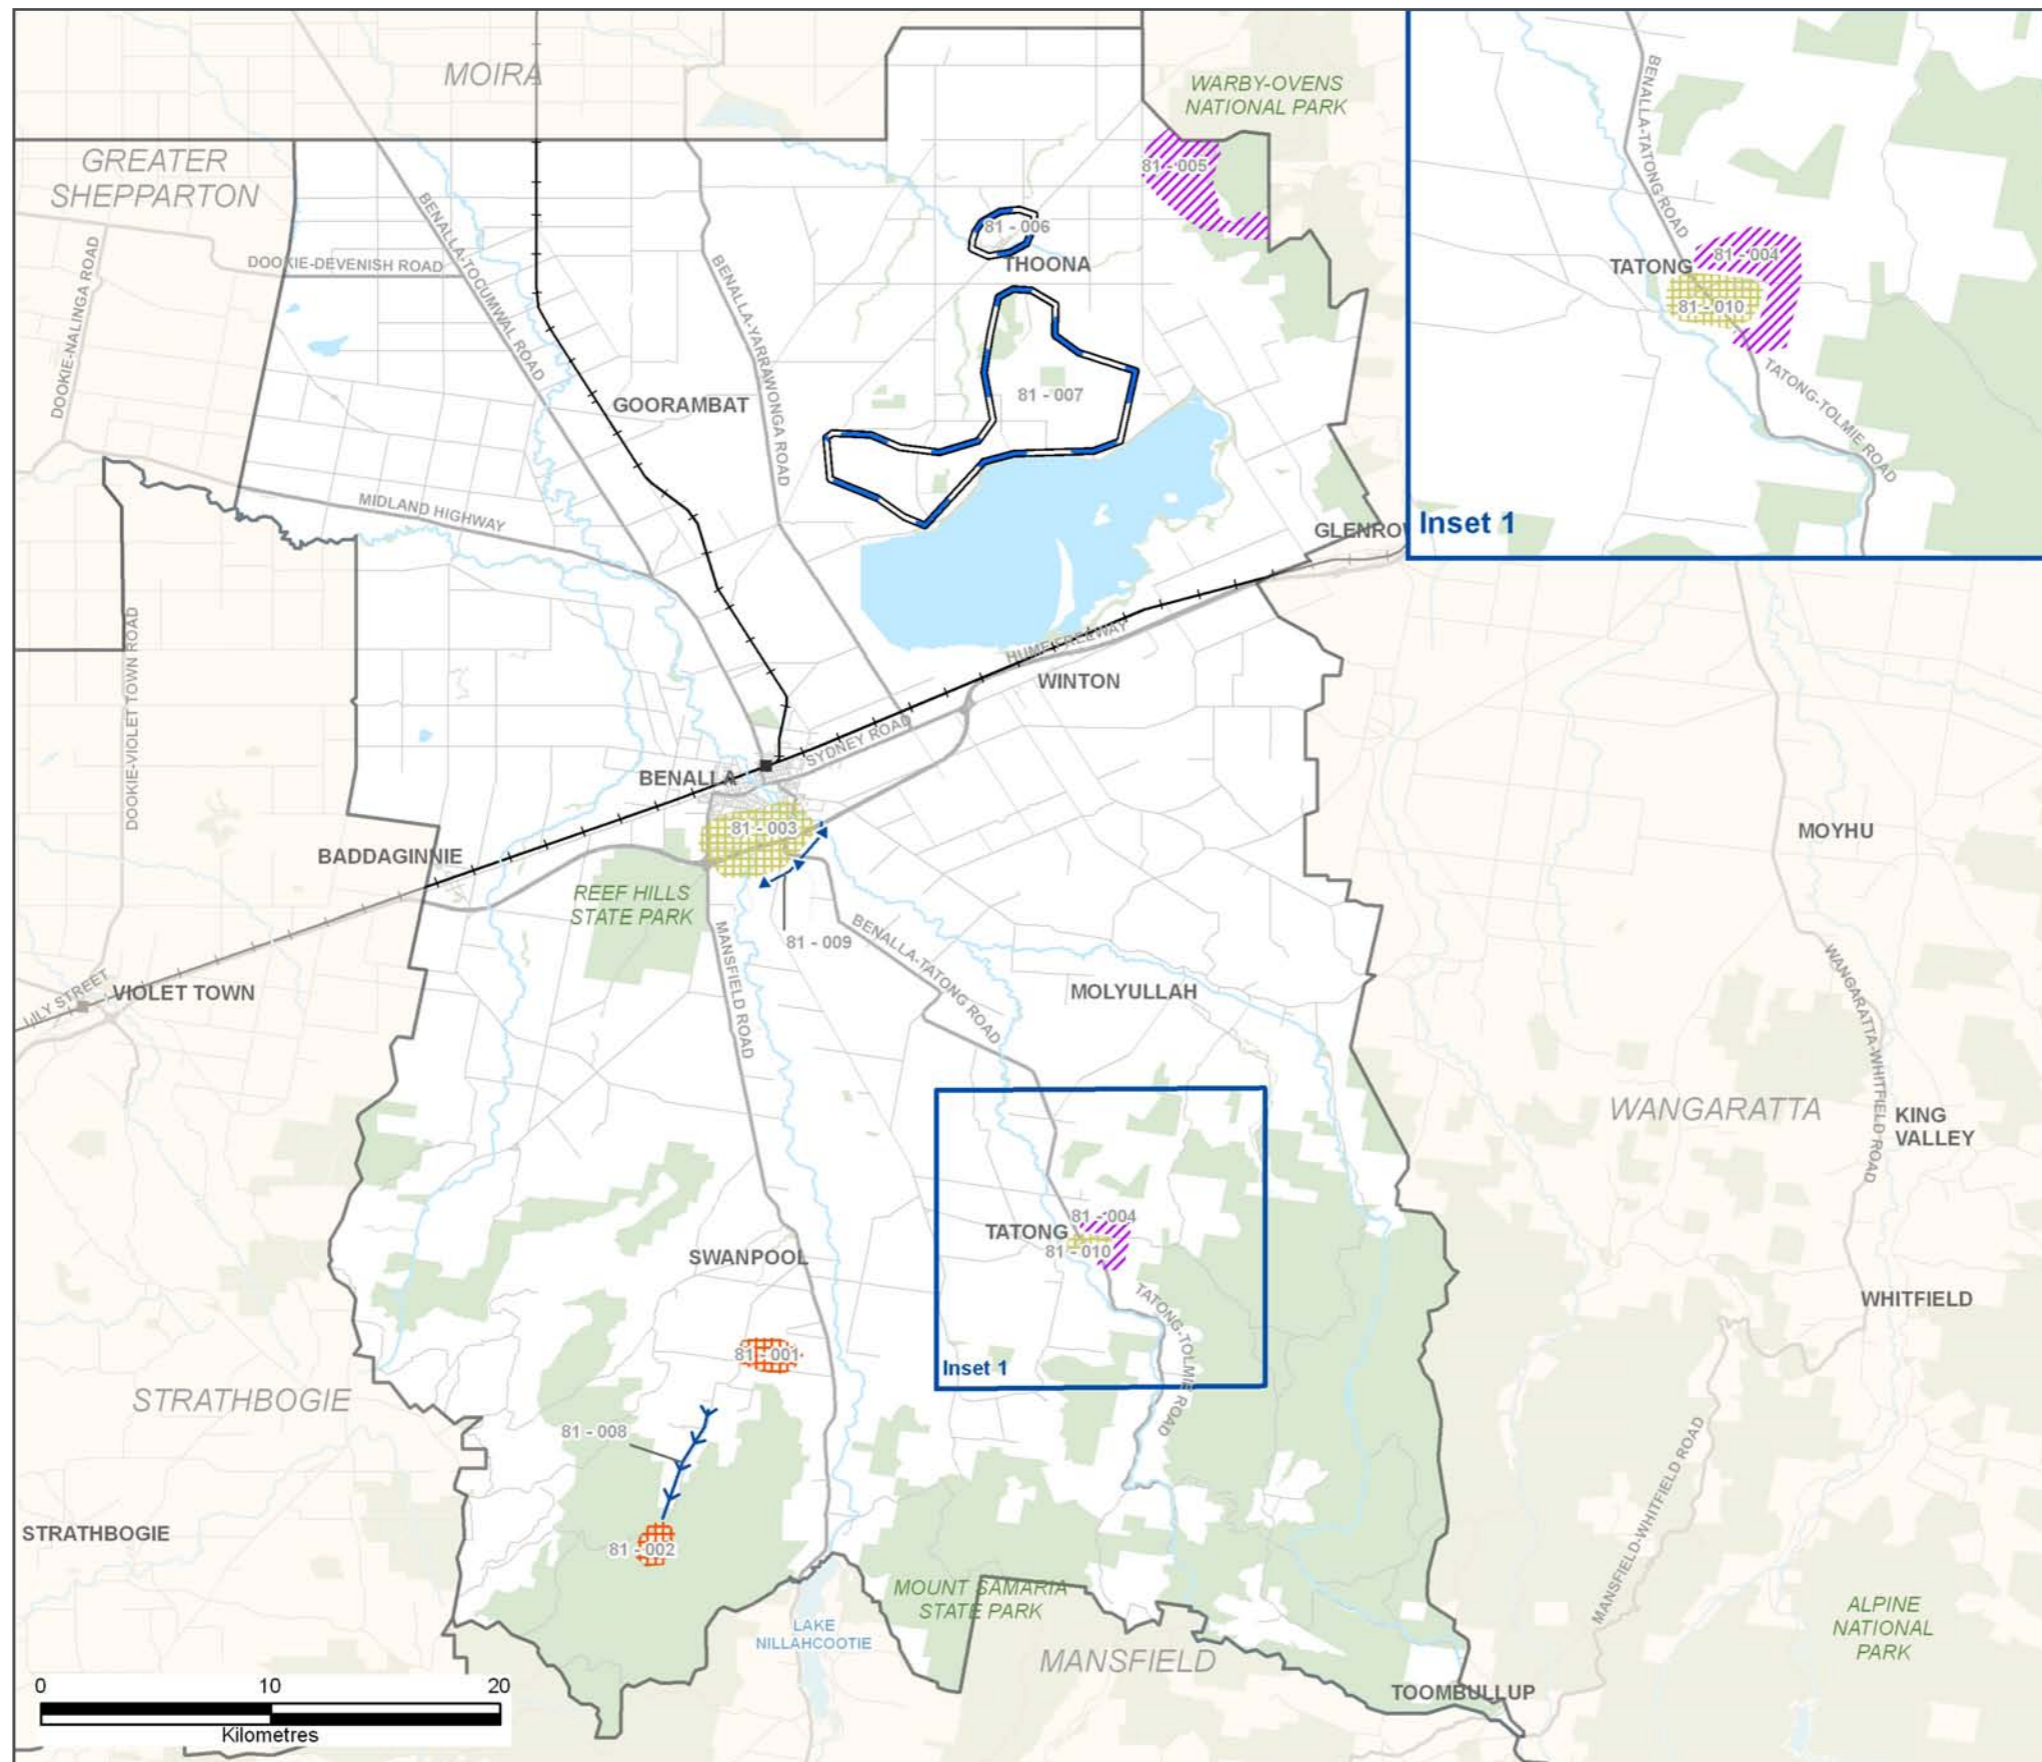 MOIRA
WARBY-OVENS
NATIONAL PARK
GREATER
SHEPPARTON
81 - 005
81 - 006
THOONA
BENALLA-TATONG ROAD
TATONG
81 - 004
81 - 010
TATONG-TOLMIE ROAD
Inset 1
DOOKIE-NALINGA ROAD
DOOKIE-DEVENISH ROAD
BENALLA-TOCUMWAL ROAD
BENALLA-YARRAWONGA ROAD
GOORAMBAT
81 - 007
MIDLAND HIGHWAY
GLENRO
DOOKIE-VIOLET TOWN ROAD
HUME FREEWAY
WINTON
SYDNEY ROAD
BENALLA
81 - 003
BADDAGINNIE
REEF HILLS
STATE PARK
81 - 009
MANSFIELD ROAD
BENALLA-TATONG ROAD
MOLYULLAH
LILY STREET
VIOLET TOWN
MOYHU
WANGARATTA-WHITFIELD ROAD
WANGARATTA
KING
VALLEY
81 - 004
TATONG
81 - 010
TATONG-TOLMIE ROAD
Inset 1
SWANPOOL
WHITFIELD
81 - 001
STRATHBOGIE
81 - 008
STRATHBOGIE
81 - 002
MANSFIELD-WHITFIELD ROAD
MOUNT SAMARIA
STATE PARK
LAKE
NILLAHCOOTIE
MANSFIELD
ALPINE
NATIONAL
PARK
TOOMBULLUP
0 10 20
Kilometres